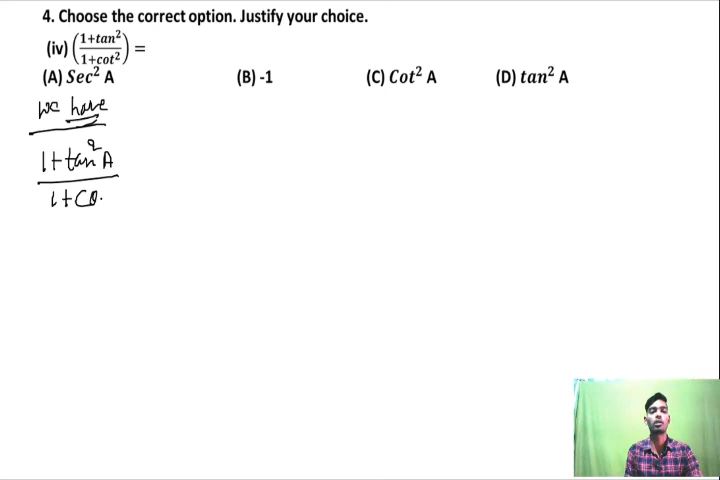 4. Choose the correct option. Justify your choice.
(iv) (1+tan²/1+cot²) =
(A) Sec² A (B) -1 (C) Cot² A (D) tan² A
we have
1+tan² A
1+co.